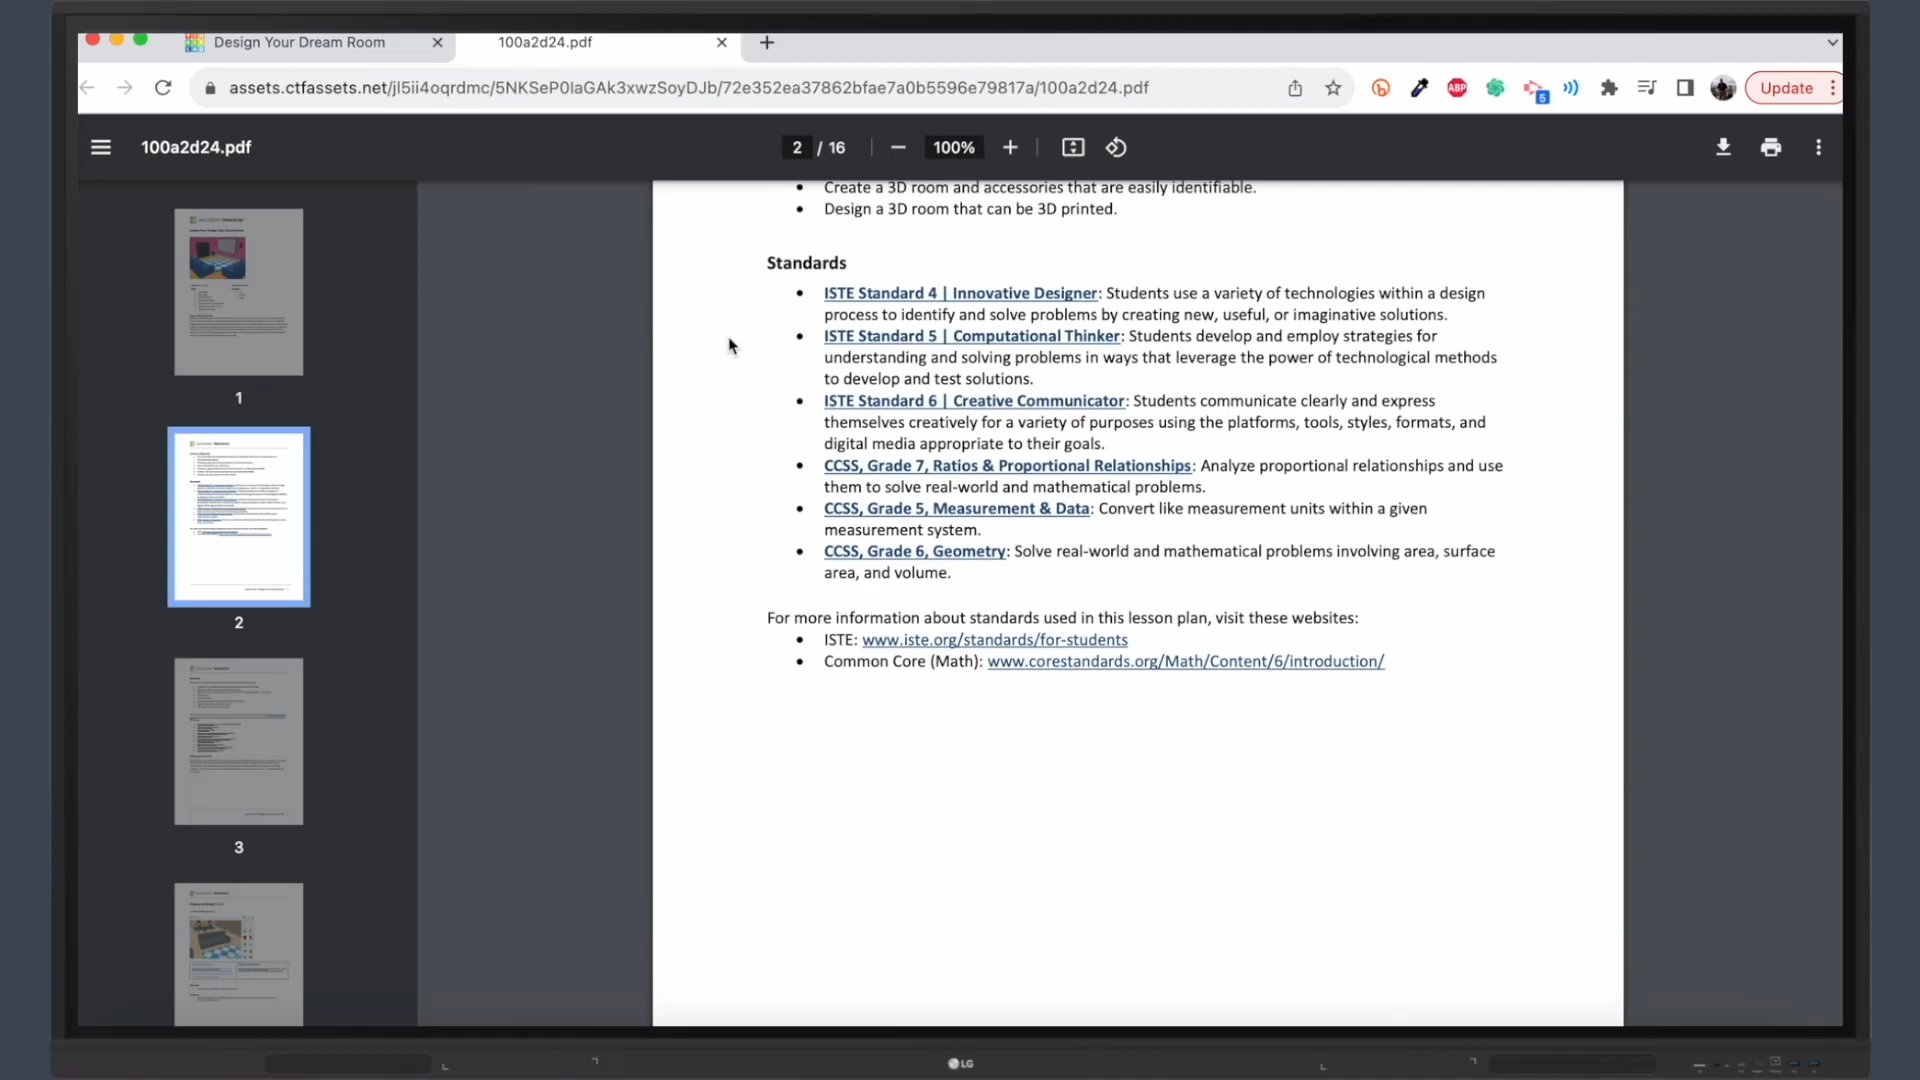 Design Your Dream Room
100a2d24.pdf
assets.ctfassets.net/jl5ii4oqrdmc/5NKSeP0IaGAk3xwzSoyDJb/72e352ea37862bfae7a0b5596e79817a/100a2d24.pdf
ABP
5
Update
100a2d24.pdf
2 / 16
100%
• Create a 3D room and accessories that are easily identifiable.
• Design a 3D room that can be 3D printed.
Standards
• ISTE Standard 4 | Innovative Designer: Students use a variety of technologies within a design
process to identify and solve problems by creating new, useful, or imaginative solutions.
• ISTE Standard 5 | Computational Thinker: Students develop and employ strategies for
understanding and solving problems in ways that leverage the power of technological methods
to develop and test solutions.
• ISTE Standard 6 | Creative Communicator: Students communicate clearly and express
themselves creatively for a variety of purposes using the platforms, tools, styles, formats, and
digital media appropriate to their goals.
• CCSS, Grade 7, Ratios & Proportional Relationships: Analyze proportional relationships and use
them to solve real-world and mathematical problems.
• CCSS, Grade 5, Measurement & Data: Convert like measurement units within a given
measurement system.
• CCSS, Grade 6, Geometry: Solve real-world and mathematical problems involving area, surface
area, and volume.
For more information about standards used in this lesson plan, visit these websites:
• ISTE: www.iste.org/standards/for-students
• Common Core (Math): www.corestandards.org/Math/Content/6/introduction/
1
2
3
LG